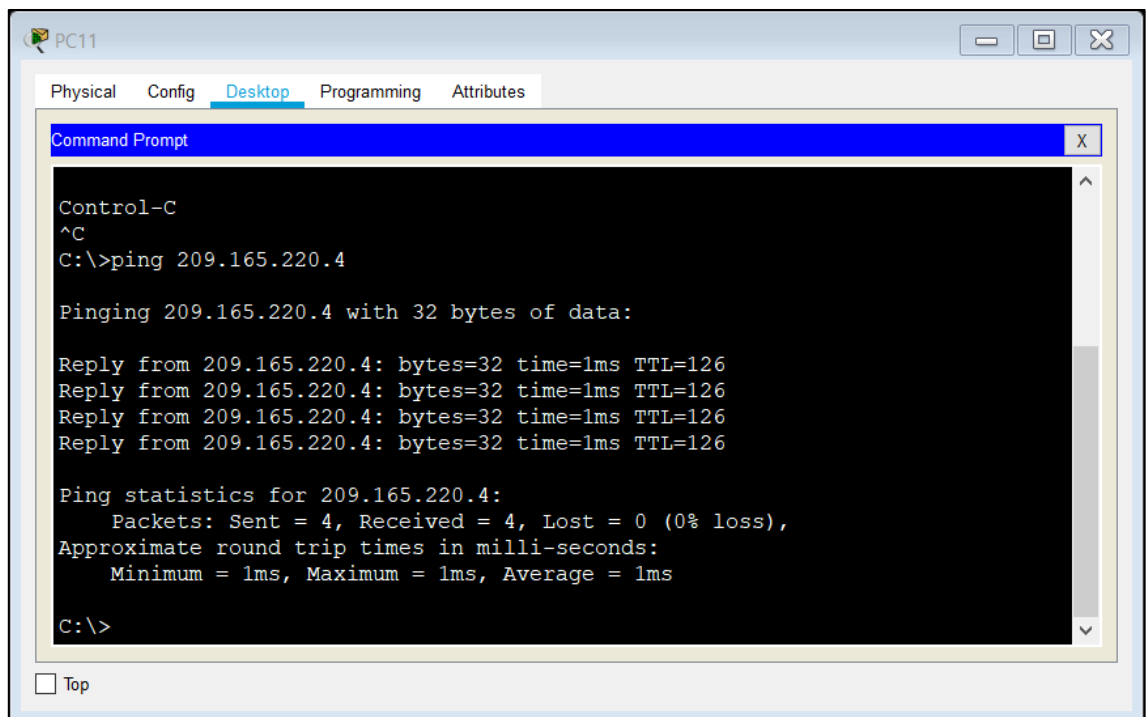 PC11
Physical Config Desktop Programming Attributes
Command Prompt X
Control-C
^C
C:\>ping 209.165.220.4
Pinging 209.165.220.4 with 32 bytes of data:
Reply from 209.165.220.4: bytes=32 time=1ms TTL=126
Reply from 209.165.220.4: bytes=32 time=1ms TTL=126
Reply from 209.165.220.4: bytes=32 time=1ms TTL=126
Reply from 209.165.220.4: bytes=32 time=1ms TTL=126
Ping statistics for 209.165.220.4:
    Packets: Sent = 4, Received = 4, Lost = 0 (0% loss),
Approximate round trip times in milli-seconds:
    Minimum = 1ms, Maximum = 1ms, Average = 1ms
C:\>
Top